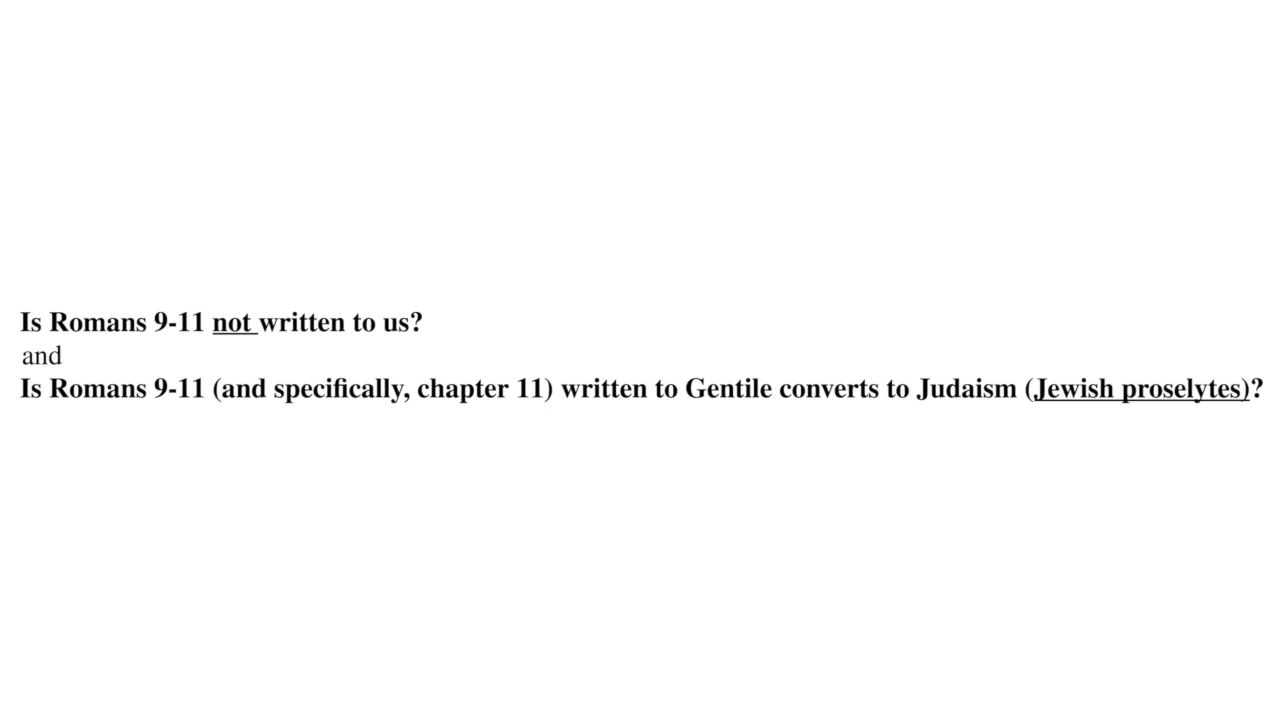 Is Romans 9-11 not written to us?
and
Is Romans 9-11 (and specifically, chapter 11) written to Gentile converts to Judaism (Jewish proselytes)?